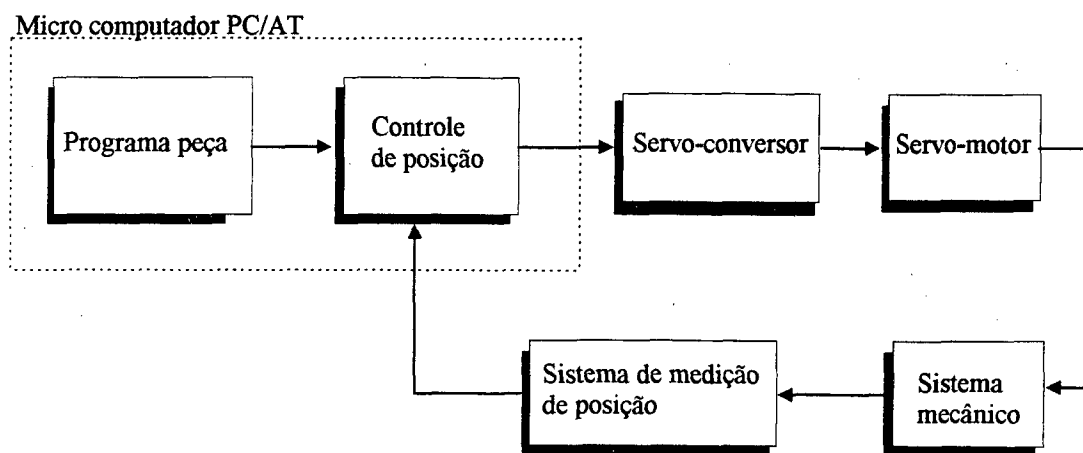 Micro computador PC/AT
Programa peça
Controle
de posição
Servo-conversor
Servo-motor
Sistema de medição
de posição
Sistema
mecânico